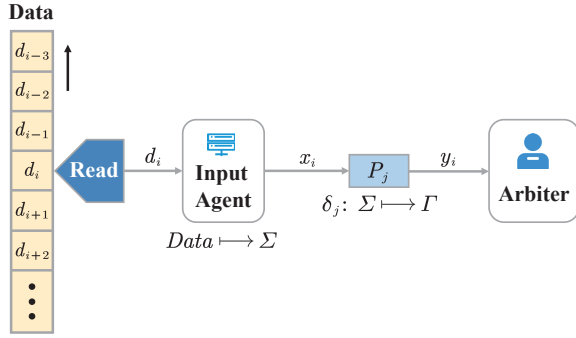 Data
d_{i-3}
d_{i-2}
d_{i-1}
d_i
d_{i+1}
d_{i+2}
⋮
Read
d_i
Input
Agent
Data ⟼ Σ
x_i
P_j
δ_j: Σ ⟼ Γ
y_i
Arbiter